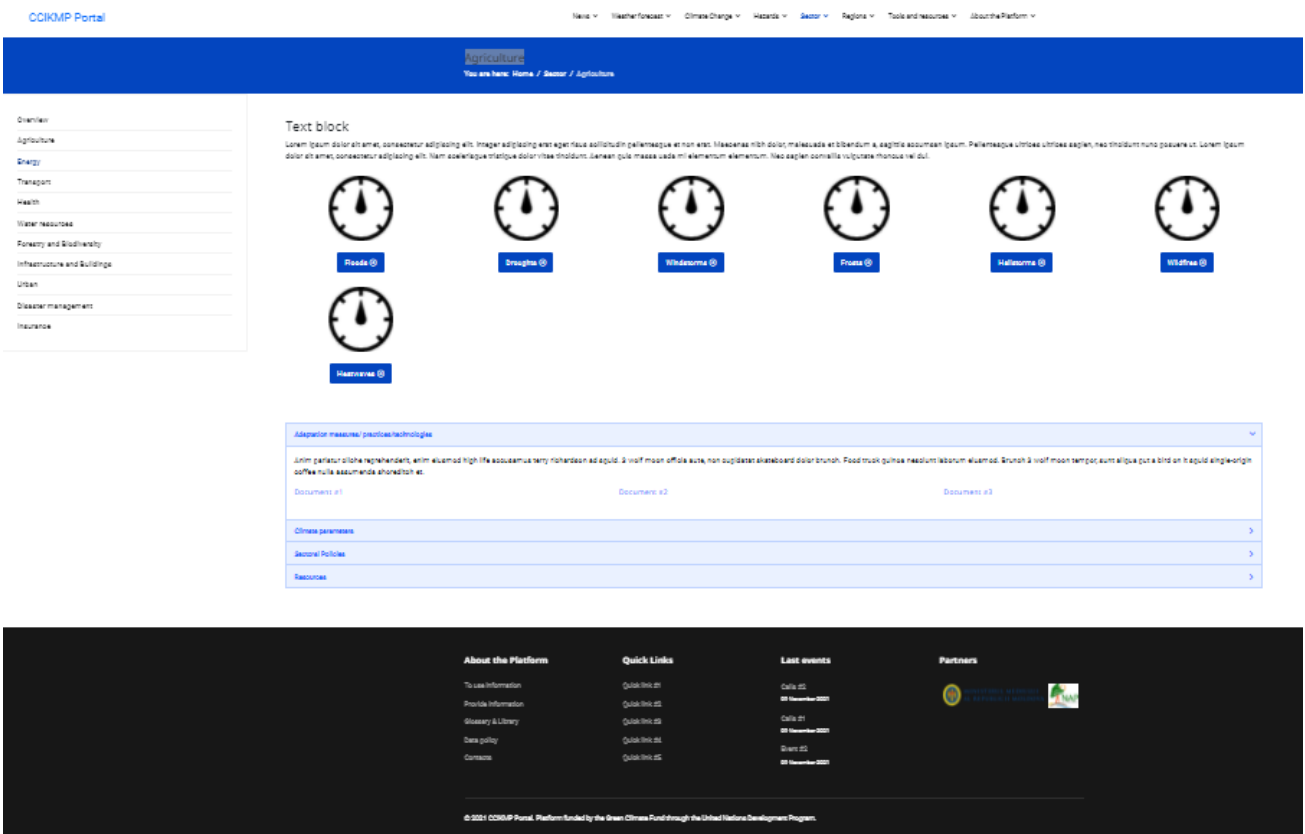 CCIKMP Portal
News Weather forecast Climate Change Hazards Sector Regions Tools and resources About the Platform
Agriculture
You are here: Home / Sector / Agriculture
Overview
Agriculture
Energy
Transport
Health
Water resources
Forestry and Biodiversity
Infrastructure and Buildings
Urban
Disaster management
Insurance
Text block
Lorem ipsum dolor sit amet, consectetur adipiscing elit. Integer adipiscing erat eget risus sollicitudin pellentesque et non erat. Maecenas nibh dolor, malesuada et bibendum a, sagittis accumsan ipsum. Pellentesque ultrices ultrices sapien, nec tincidunt nunc posuere ut. Lorem ipsum
dolor sit amet, consectetur adipiscing elit. Nam scelerisque tristique dolor vitae tincidunt. Aenean quis massa uada mi elementum elementum. Nec sapien convallis vulputate rhoncus vel dui.
Floods Droughts Windstorms Frosts Hailstorms Wildfires
Heatwaves
Adaptation measures/ practices/technologies
Anim pariatur cliche reprehenderit, enim eiusmod high life accusamus terry richardson ad squid. 3 wolf moon officia aute, non cupidatat skateboard dolor brunch. Food truck quinoa nesciunt laborum eiusmod. Brunch 3 wolf moon tempor, sunt aliqua put a bird on it squid single-origin
coffee nulla assumenda shoreditch et.
Document #1 Document #2 Document #3
Climate parameters
Sectoral Policies
Resources
About the Platform Quick Links Last events Partners
To use information
Provide information
Glossary & Library
Data policy
Contacts
Quick link #1
Quick link #2
Quick link #3
Quick link #4
Quick link #5
Calls #2
03 November 2021
Calls #1
03 November 2021
Event #2
03 November 2021
NAP
© 2021 CCIKMP Portal. Platform funded by the Green Climate Fund through the United Nations Development Program.